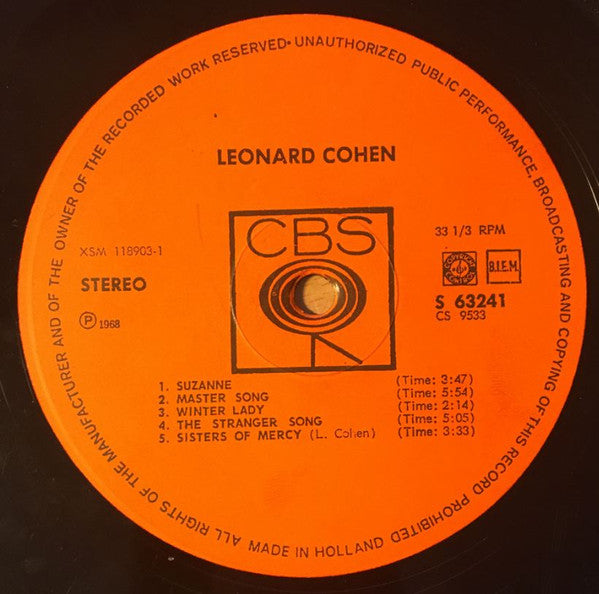 ALL RIGHTS OF THE MANUFACTURER AND OF THE OWNER OF THE RECORDED WORK RESERVED • UNAUTHORIZED PUBLIC PERFORMANCE, BROADCASTING AND COPYING OF THIS RECORD PROHIBITED
LEONARD COHEN
CBS
XSM 118903-1
STEREO
Ⓟ 1968
33 1/3 RPM
B.I.E.M.
S 63241
CS 9533
1. SUZANNE (Time: 3:47)
2. MASTER SONG (Time: 5:54)
3. WINTER LADY (Time: 2:14)
4. THE STRANGER SONG (Time: 5:05)
5. SISTERS OF MERCY (L. Cohen) (Time: 3:33)
MADE IN HOLLAND